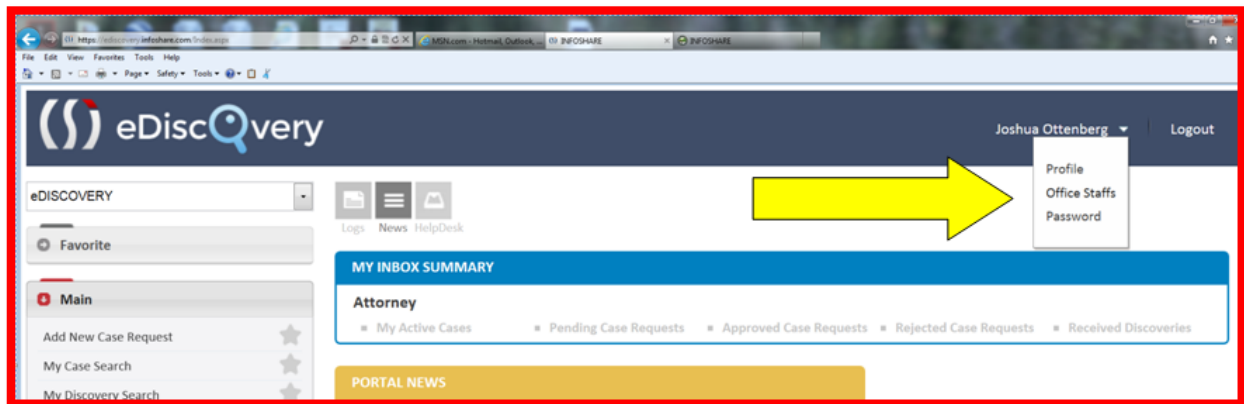 https://ediscovery.infoshare.com/Index.aspx
MSN.com - Hotmail, Outlook, ...
INFOSHARE
INFOSHARE
File Edit View Favorites Tools Help
Page Safety Tools
eDiscovery
Joshua Ottenberg Logout
Profile
Office Staffs
Password
eDISCOVERY
Logs News HelpDesk
Favorite
MY INBOX SUMMARY
Main
Attorney
My Active Cases Pending Case Requests Approved Case Requests Rejected Case Requests Received Discoveries
Add New Case Request
My Case Search
PORTAL NEWS
My Discovery Search